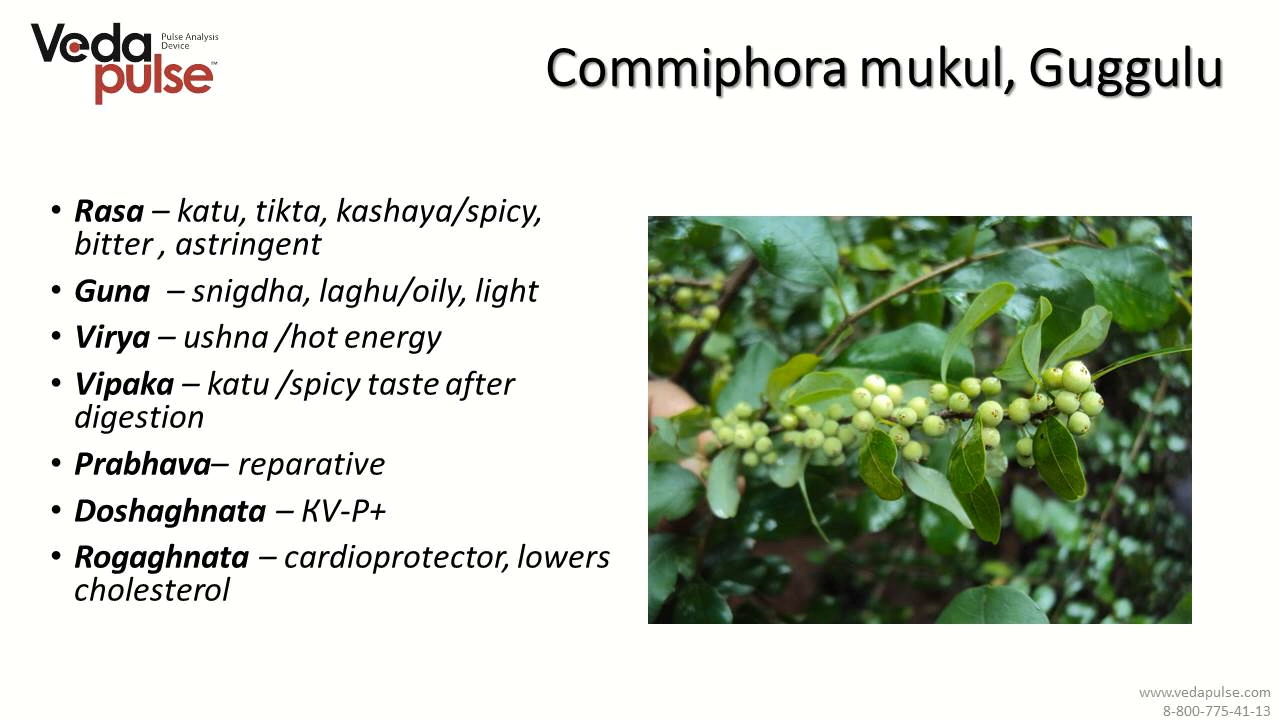 Veda Pulse Analysis
Device
pulse™
Commiphora mukul, Guggulu
• Rasa – katu, tikta, kashaya/spicy,
bitter , astringent
• Guna – snigdha, laghu/oily, light
• Virya – ushna /hot energy
• Vipaka – katu /spicy taste after
digestion
• Prabhava– reparative
• Doshaghnata – KV-P+
• Rogaghnata – cardioprotector, lowers
cholesterol
www.vedapulse.com
8-800-775-41-13